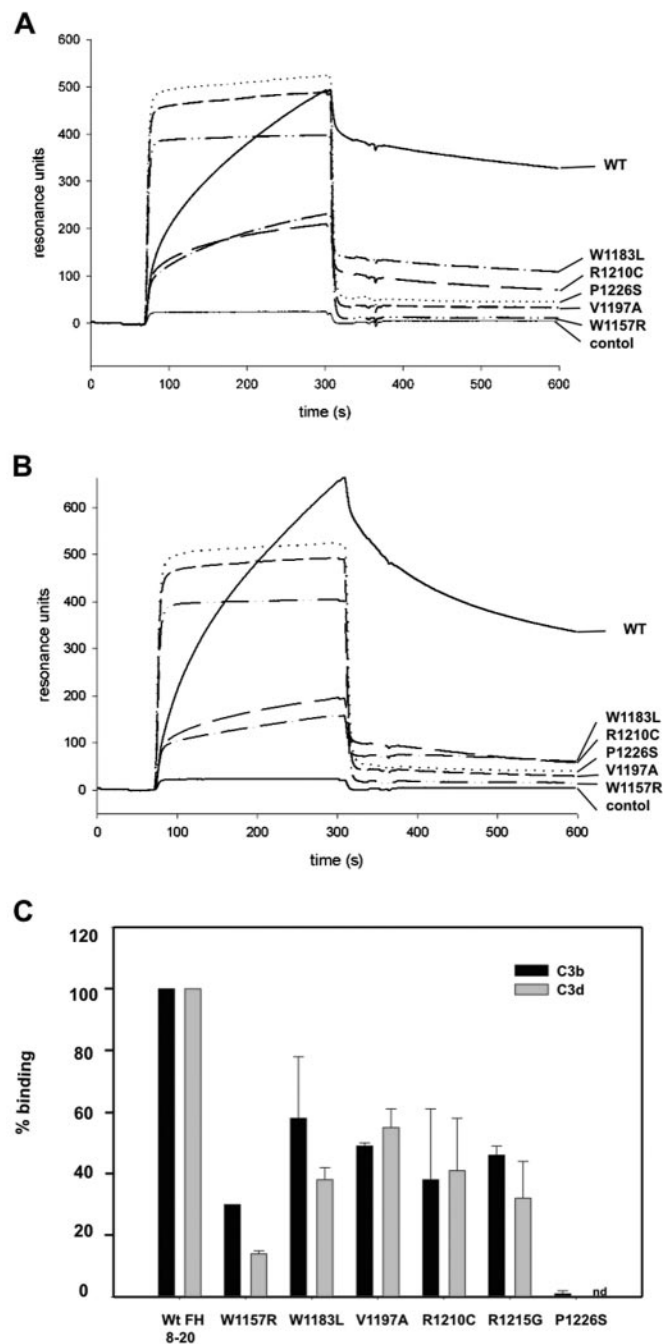 A
600
500
400
300
200
100
0
resonance units
WT
W1183L
R1210C
P1226S
V1197A
W1157R
contol
0 100 200 300 400 500 600
time (s)
B
600
500
400
300
200
100
0
resonance units
WT
W1183L
R1210C
P1226S
V1197A
W1157R
contol
0 100 200 300 400 500 600
time (s)
C
120
100
80
60
40
20
0
% binding
C3b
C3d
nd
Wt FH W1157R W1183L V1197A R1210C R1215G P1226S
8-20